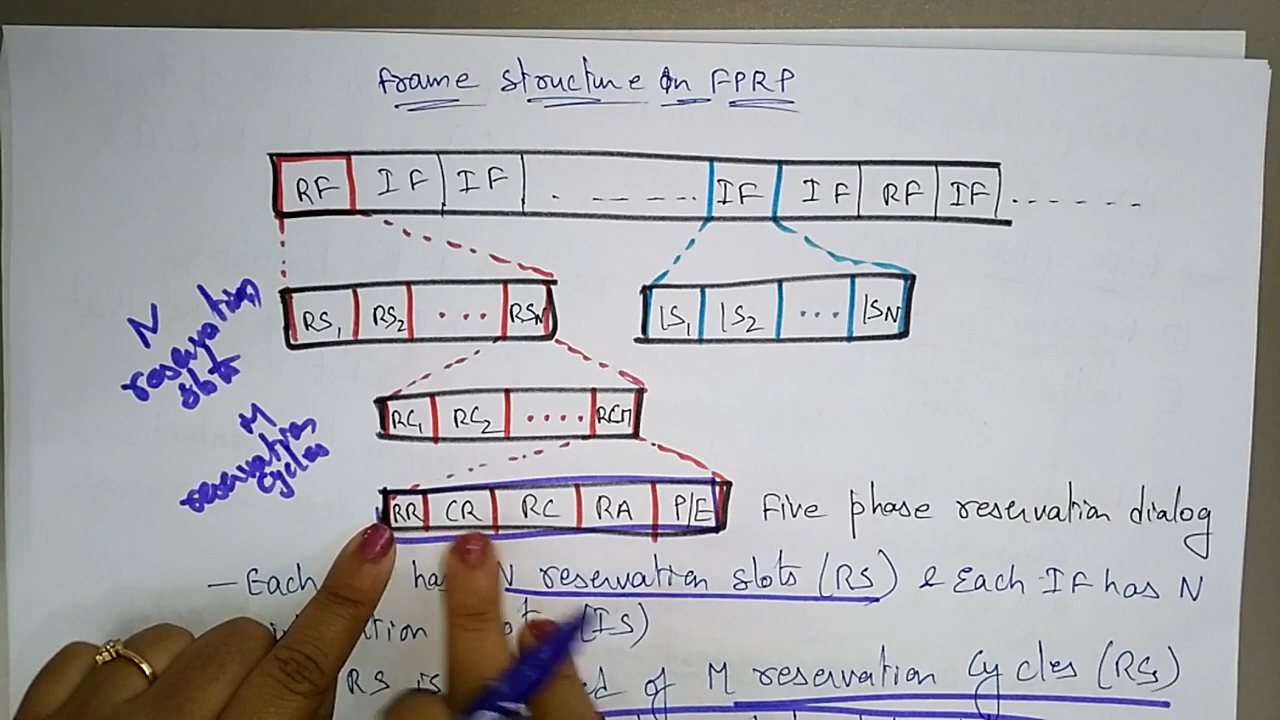 Frame structure in FPRP
RF IF IF . ----... IF IF RF IF ......
RS1 RS2 ... RSN IS1 IS2 ... ISN
N reservation slots
RC1 RC2 .... RCM
M reservation cycles
RR CR RC RA P/E Five phase reservation dialog
- Each has N reservation slots (RS) & Each IF has N
(IS)
RS is of M reservation cycles (RS)